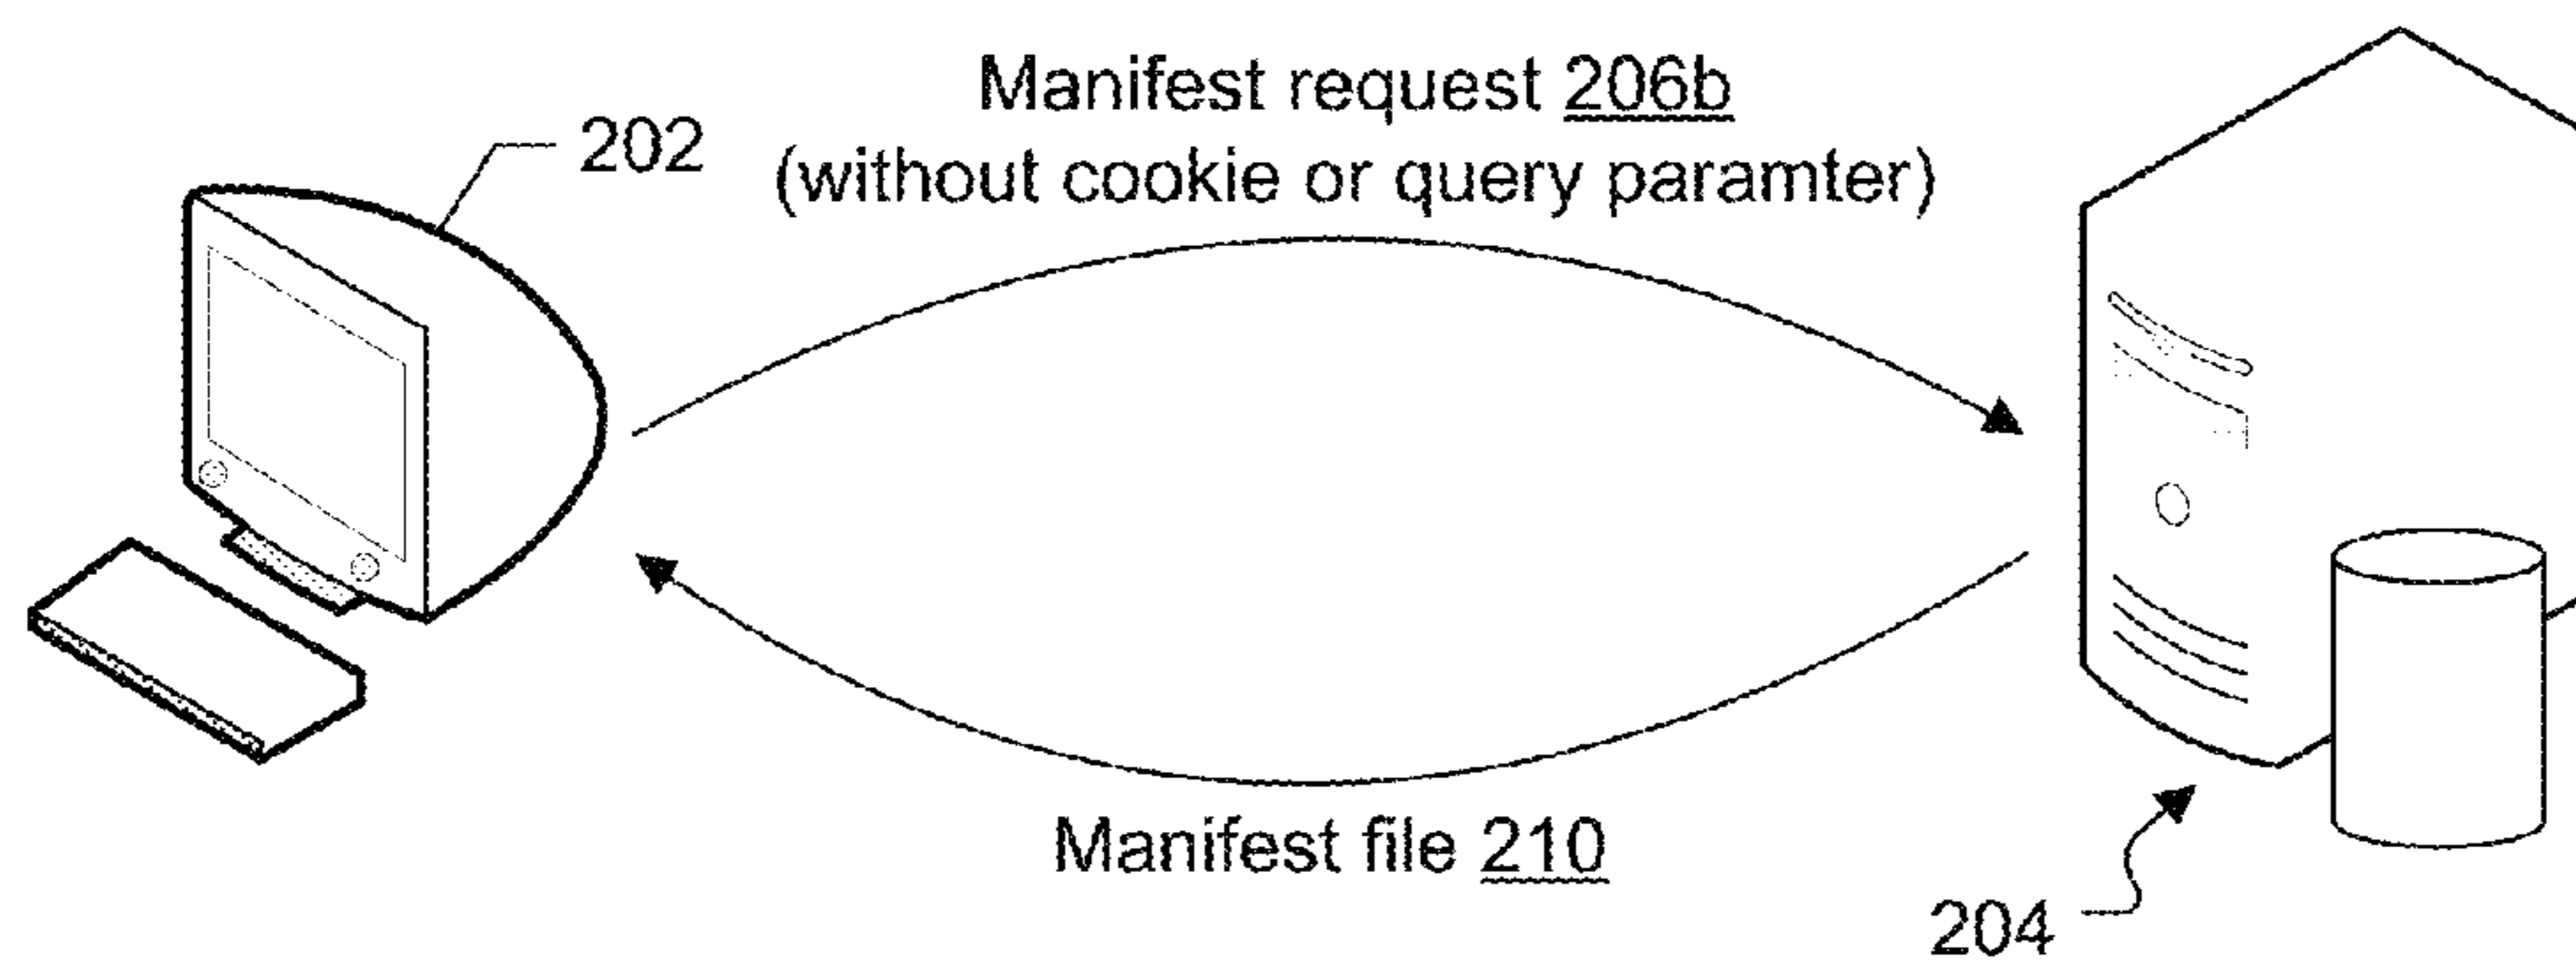 Manifest request 206b
202
(without cookie or query paramter)
Manifest file 210
204